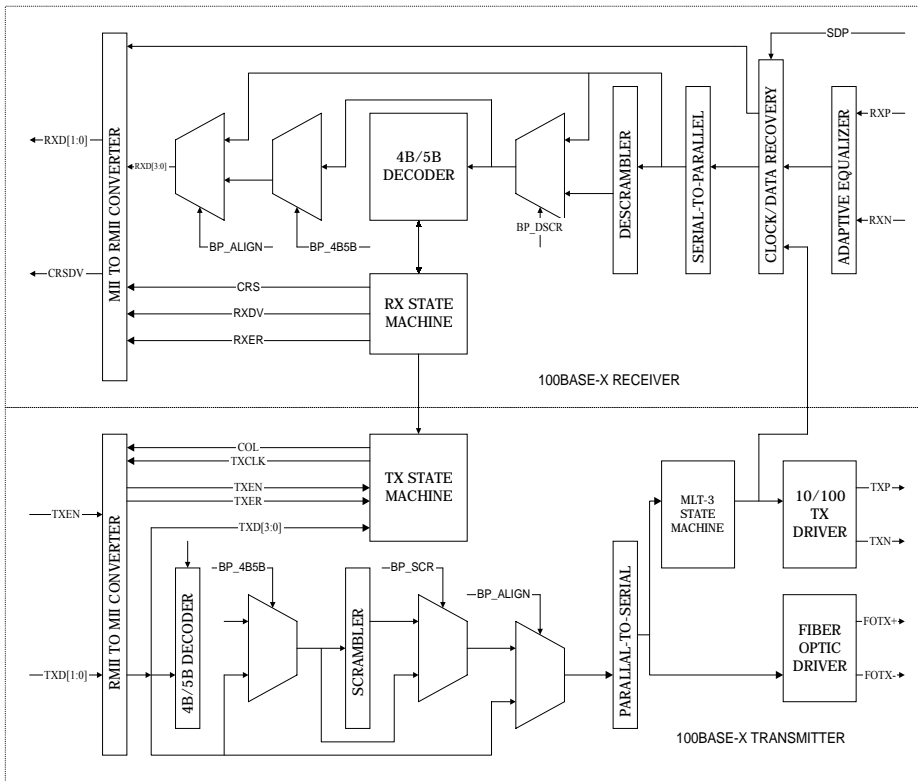 SDP
MII TO RMII CONVERTER
RXD[1:0]
CRSDV
RXD[3:0]
BP_ALIGN
BP_4B5B
4B/5B
DECODER
BP_DSCR
DESCRAMBLER
SERIAL-TO-PARALLEL
CLOCK/DATA RECOVERY
ADAPTIVE EQUALIZER
RXP
RXN
CRS
RXDV
RXER
RX STATE
MACHINE
100BASE-X RECEIVER
RMII TO MII CONVERTER
TXEN
TXD[1:0]
COL
TXCLK
TXEN
TXER
TXD[3:0]
TX STATE
MACHINE
4B/5B DECODER
BP_4B5B
SCRAMBLER
BP_SCR
BP_ALIGN
PARALLAL-TO-SERIAL
MLT-3
STATE
MACHINE
10/100
TX
DRIVER
TXP
TXN
FIBER
OPTIC
DRIVER
FOTX+
FOTX-
100BASE-X TRANSMITTER